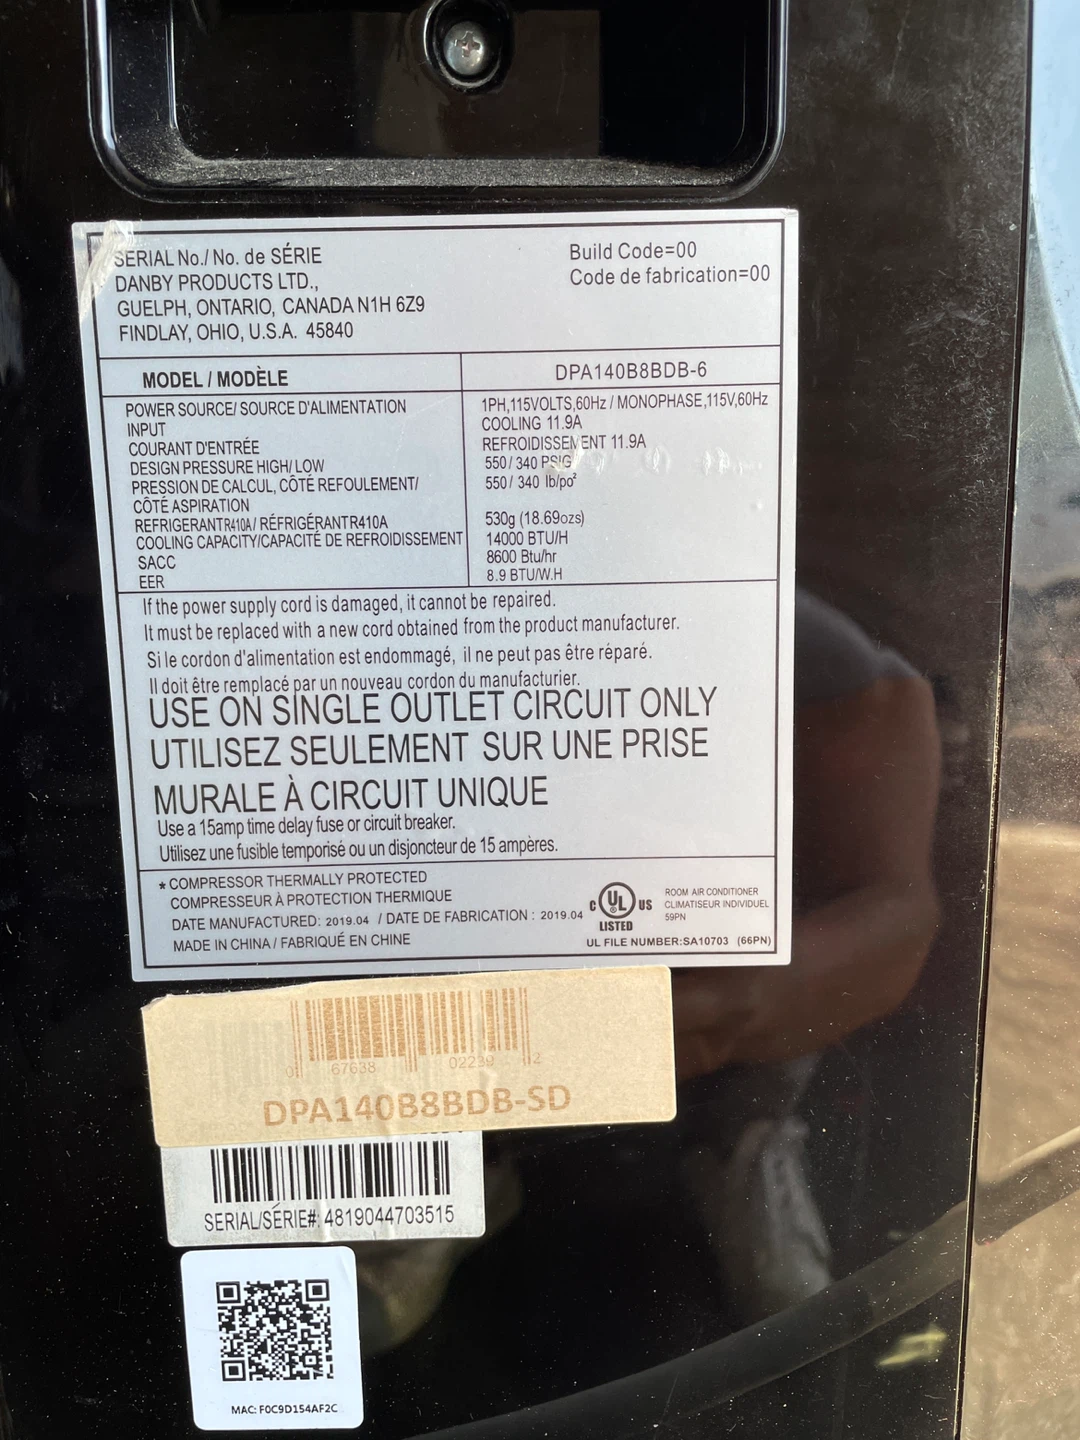 SERIAL No./ No. de SÉRIE
DANBY PRODUCTS LTD.,
GUELPH, ONTARIO, CANADA N1H 6Z9
FINDLAY, OHIO, U.S.A. 45840
Build Code=00
Code de fabrication=00
MODEL / MODÈLE DPA140B8BDB-6
POWER SOURCE/ SOURCE D'ALIMENTATION 1PH,115VOLTS,60Hz / MONOPHASE,115V,60Hz
INPUT COOLING 11.9A
COURANT D'ENTRÉE REFROIDISSEMENT 11.9A
DESIGN PRESSURE HIGH/ LOW 550/ 340 PSIG
PRESSION DE CALCUL, CÔTÉ REFOULEMENT/ 550/ 340 lb/po²
CÔTÉ ASPIRATION
REFRIGERANTR410A/ RÉFRIGÉRANTR410A 530g (18.69ozs)
COOLING CAPACITY/CAPACITÉ DE REFROIDISSEMENT 14000 BTU/H
SACC 8600 Btu/hr
EER 8.9 BTU/W.H
If the power supply cord is damaged, it cannot be repaired.
It must be replaced with a new cord obtained from the product manufacturer.
Si le cordon d'alimentation est endommagé, il ne peut pas être réparé.
Il doit être remplacé par un nouveau cordon du manufacturier.
USE ON SINGLE OUTLET CIRCUIT ONLY
UTILISEZ SEULEMENT SUR UNE PRISE
MURALE À CIRCUIT UNIQUE
Use a 15amp time delay fuse or circuit breaker.
Utilisez une fusible temporisé ou un disjoncteur de 15 ampères.
* COMPRESSOR THERMALLY PROTECTED
COMPRESSEUR À PROTECTION THERMIQUE
DATE MANUFACTURED: 2019.04 / DATE DE FABRICATION : 2019.04
MADE IN CHINA / FABRIQUÉ EN CHINE
C UL US
LISTED
ROOM AIR CONDITIONER
CLIMATISEUR INDIVIDUEL
59PN
UL FILE NUMBER:SA10703 (66PN)
0 67638 02239 2
DPA140B8BDB-SD
SERIAL/SÉRIE#: 4819044703515
MAC: F0C9D154AF2C